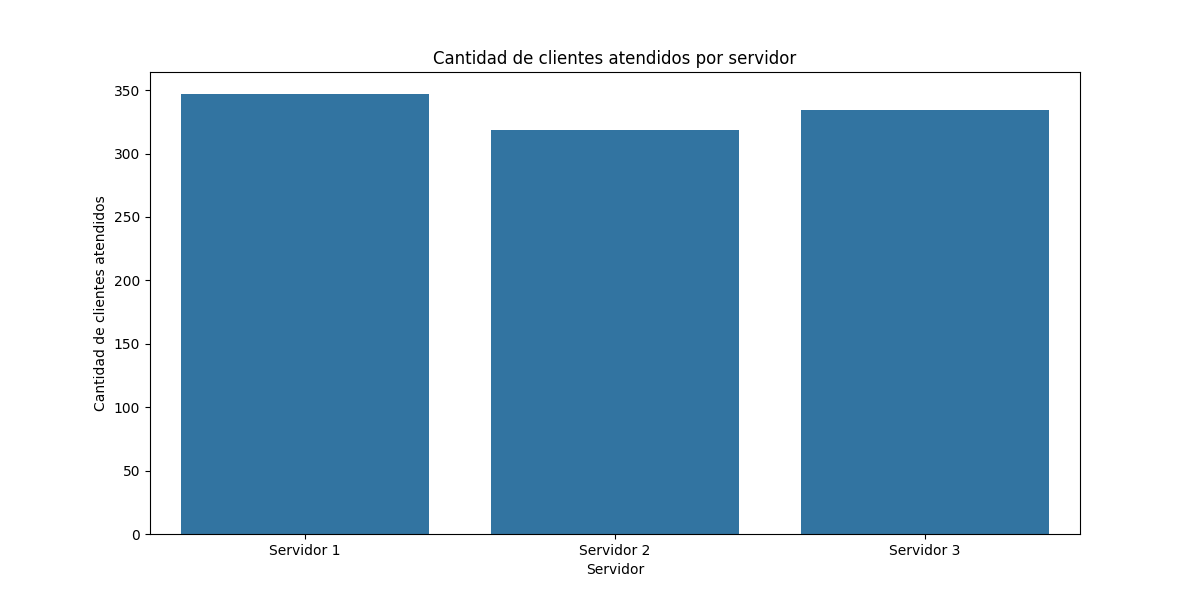 Cantidad de clientes atendidos por servidor
Cantidad de clientes atendidos
350
300
250
200
150
100
50
0
Servidor 1
Servidor 2
Servidor 3
Servidor